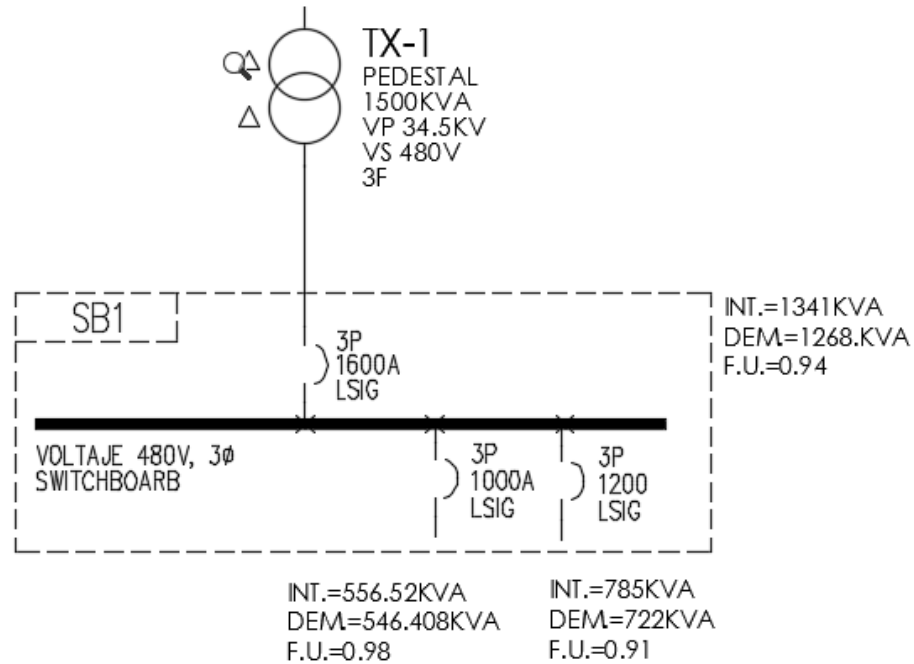 TX-1
PEDESTAL
1500KVA
VP 34.5KV
VS 480V
3F
SB1
3P
1600A
LSIG
INT.=1341KVA
DEM.=1268.KVA
F.U.=0.94
VOLTAJE 480V, 3ø
SWITCHBOARB
3P
1000A
LSIG
3P
1200
LSIG
INT.=556.52KVA
DEM.=546.408KVA
F.U.=0.98
INT.=785KVA
DEM.=722KVA
F.U.=0.91